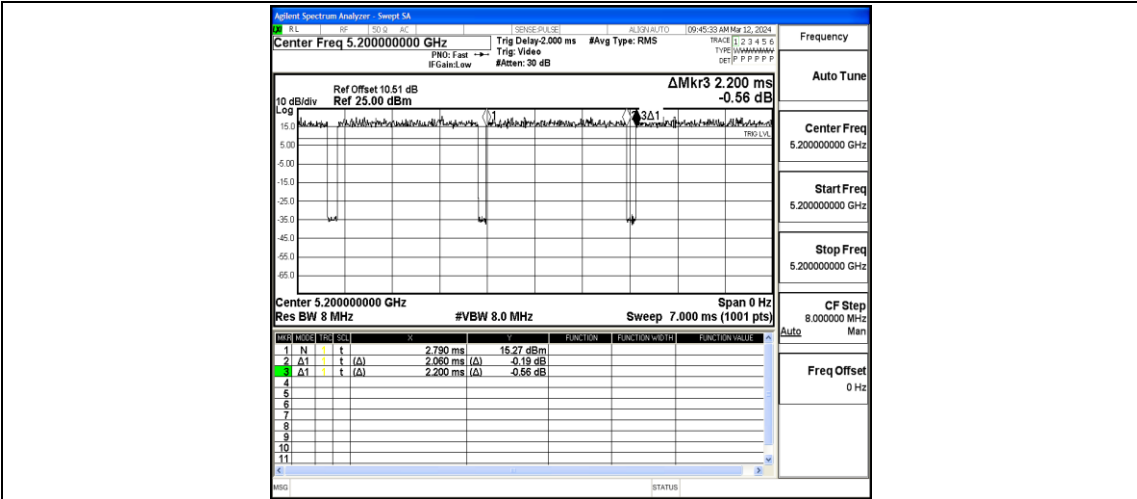 Agilent Spectrum Analyzer - Swept SA
RL RF 50 Ω AC SENSE:PULSE ALIGN AUTO 09:45:33 AM Mar 12, 2024
Center Freq 5.200000000 GHz
PNO: Fast
IFGain:Low
Trig Delay-2.000 ms
Trig: Video
#Atten: 30 dB
#Avg Type: RMS
TRACE 1 2 3 4 5 6
TYPE WWWWWW
DET P P P P P P
Frequency
Auto Tune
Center Freq
5.200000000 GHz
Start Freq
5.200000000 GHz
Stop Freq
5.200000000 GHz
CF Step
8.000000 MHz
Auto Man
Freq Offset
0 Hz
ΔMkr3 2.200 ms
-0.56 dB
Ref Offset 10.51 dB
10 dB/div Ref 25.00 dBm
Log
15.0
5.00
-5.00
-15.0
-25.0
-35.0
-45.0
-55.0
-65.0
1
3Δ1
TRIG LVL
Center 5.200000000 GHz Span 0 Hz
Res BW 8 MHz #VBW 8.0 MHz Sweep 7.000 ms (1001 pts)
MKR MODE TRC SCL X Y FUNCTION FUNCTION WIDTH FUNCTION VALUE
1 N 1 t 2.790 ms 15.27 dBm
2 Δ1 1 t (Δ) 2.060 ms (Δ) -0.19 dB
3 Δ1 1 t (Δ) 2.200 ms (Δ) -0.56 dB
4
5
6
7
8
9
10
11
MSG STATUS